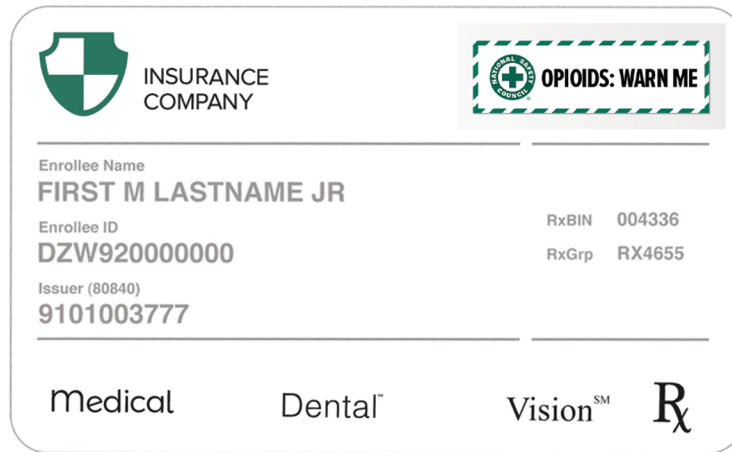 INSURANCE
COMPANY
NATIONAL SAFETY COUNCIL
OPIOIDS: WARN ME
Enrollee Name
FIRST M LASTNAME JR
Enrollee ID
DZW920000000
RxBIN 004336
RxGrp RX4655
Issuer (80840)
9101003777
Medical
Dental℠
Vision℠
Rx